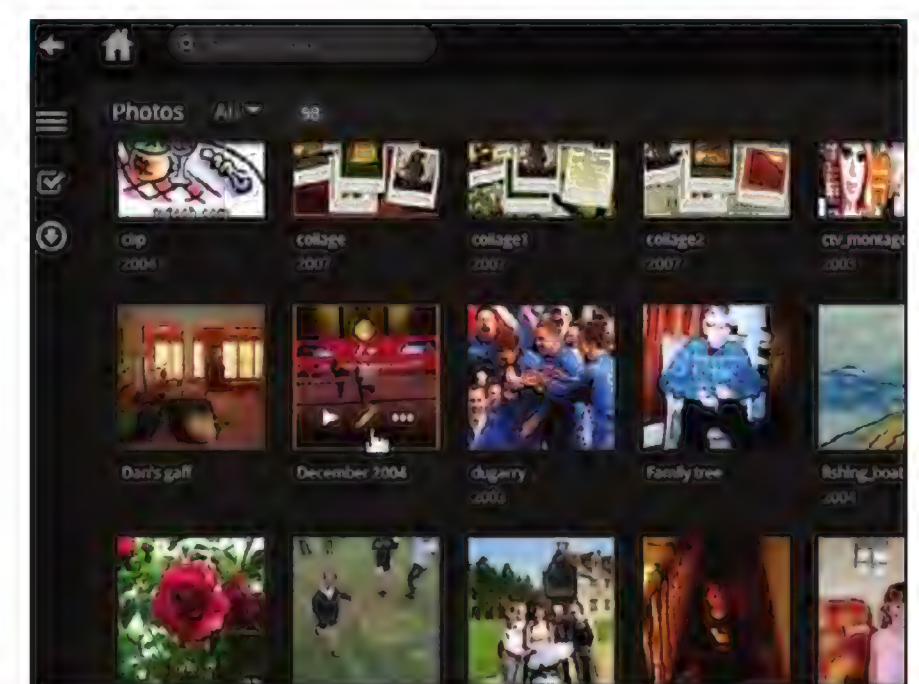 Photos All 98
clip collage collage1 collage2 ctv_montage
2004 2007 2007 2007 2003
Dan's gaff December 2004 dugarry Family tree fishing_boat
2003 2004